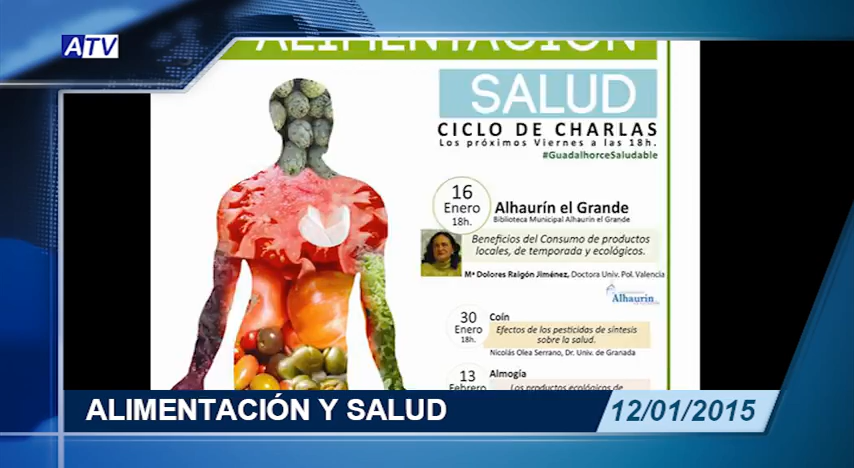 ATV
ALIMENTACIÓN
SALUD
CICLO DE CHARLAS
Los próximos Viernes a las 18h.
#GuadalhorceSaludable
16
Enero
18h.
Alhaurín el Grande
Biblioteca Municipal Alhaurín el Grande
Beneficios del Consumo de productos
locales, de temporada y ecológicos.
Mª Dolores Raigón Jiménez, Doctora Univ. Pol. Valencia
Alhaurín
30
Enero
18h.
Coín
Efectos de los pesticidas de síntesis
sobre la salud.
Nicolás Olea Serrano, Dr. Univ. de Granada
13
Febrero
Almogía
Los productos ecológicos de
ALIMENTACIÓN Y SALUD
12/01/2015